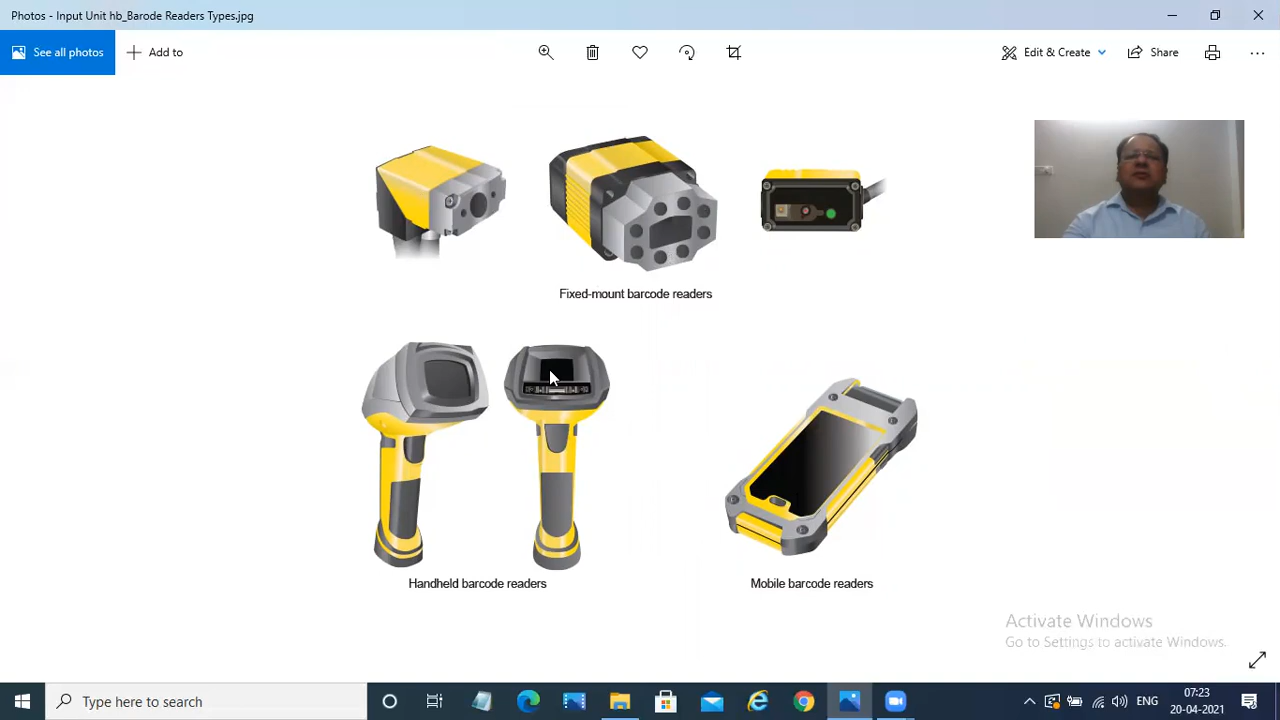 Photos - Input Unit hb_Barode Readers Types.jpg
See all photos
Add to
Edit & Create
Share
Fixed-mount barcode readers
Handheld barcode readers
Mobile barcode readers
Activate Windows
Go to Settings to activate Windows.
Type here to search
ENG
07:23
20-04-2021